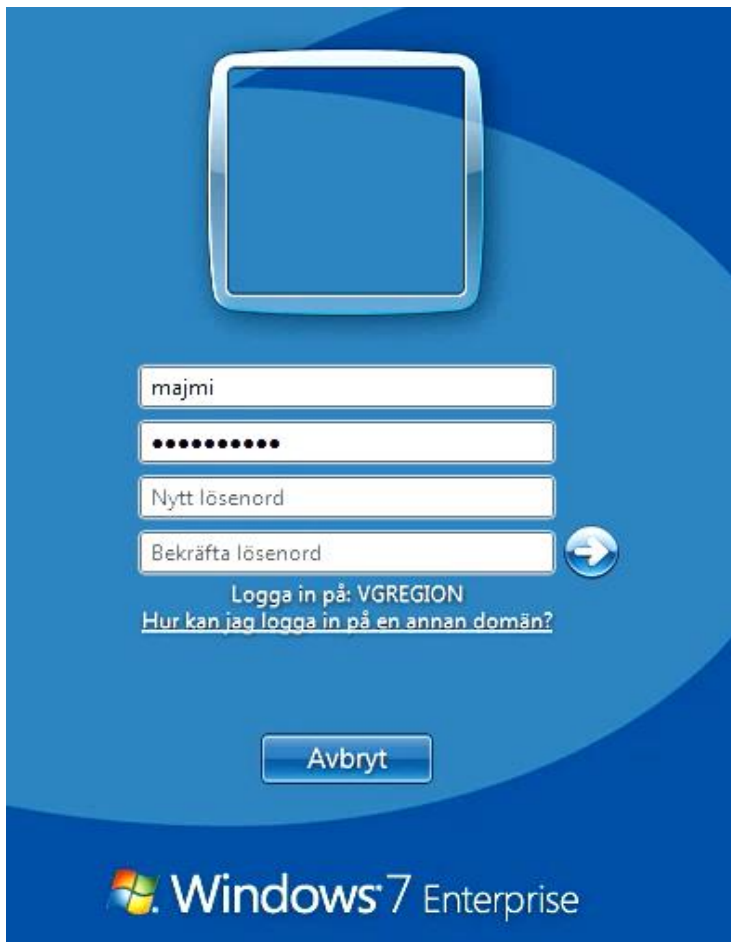 majmi
••••••••••
Nytt lösenord
Bekräfta lösenord
Logga in på: VGREGION
Hur kan jag logga in på en annan domän?
Avbryt
Windows 7 Enterprise